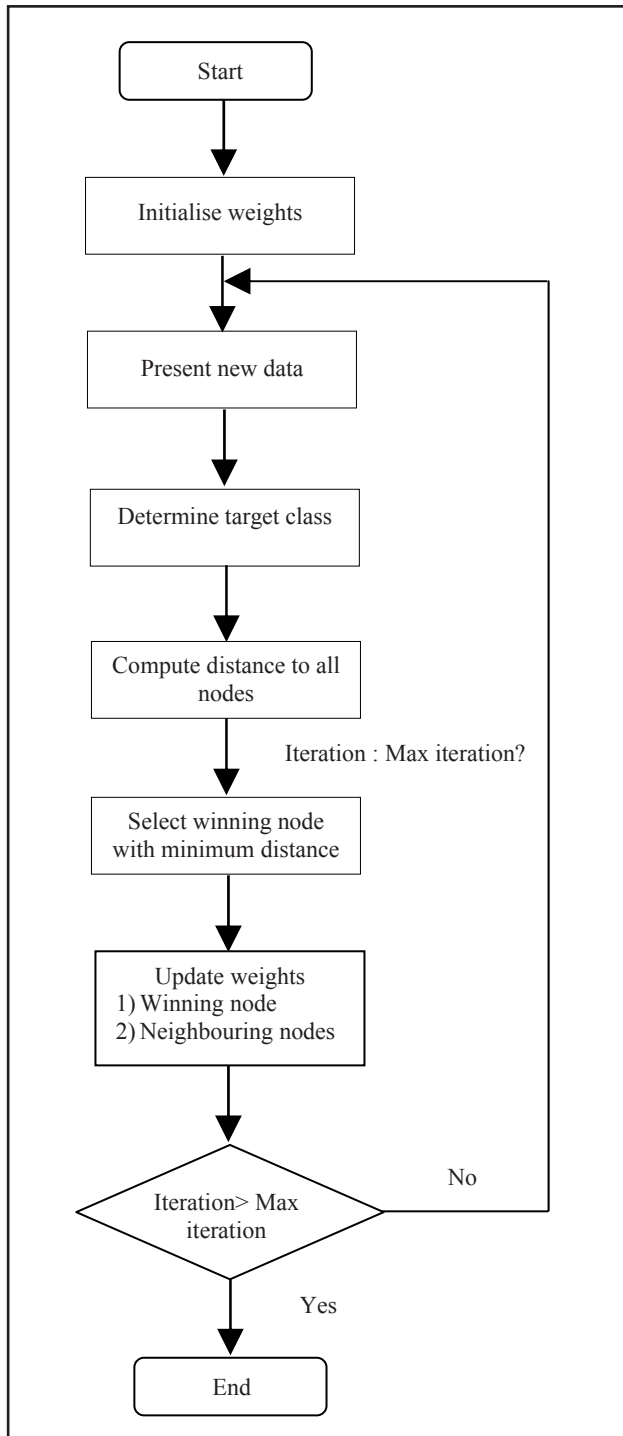 Start
Initialise weights
Present new data
Determine target class
Compute distance to all
nodes
Iteration : Max iteration?
Select winning node
with minimum distance
Update weights
1) Winning node
2) Neighbouring nodes
No
Iteration> Max
iteration
Yes
End